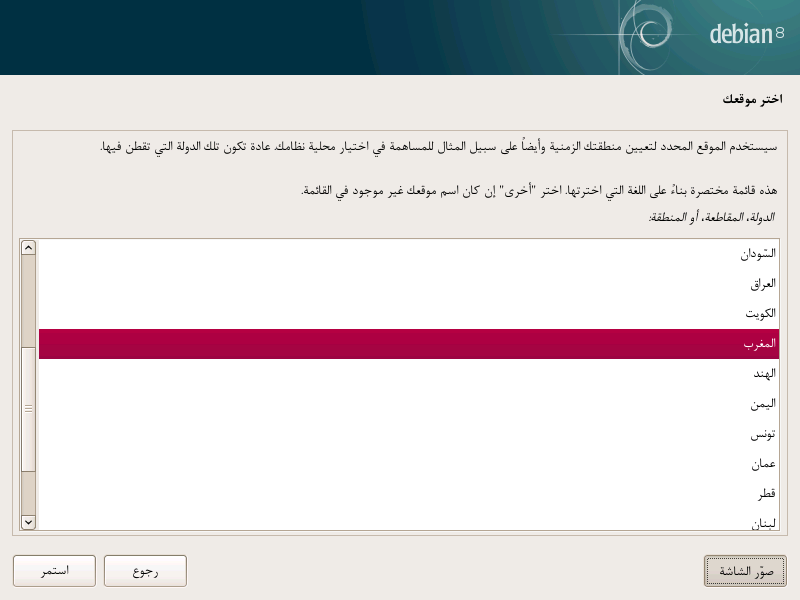 debian 8
اختر موقعك
سيستخدم الموقع المحدد لتعيين منطقتك الزمنية وأيضاً على سبيل المثال للمساهمة في اختيار محلية نظامك. عادة تكون تلك الدولة التي تقطن فيها.
هذه قائمة مختصرة بناءً على اللغة التي اخترتها. اختر "أخرى" إن كان اسم موقعك غير موجود في القائمة.
الدولة، المقاطعة، أو المنطقة:
السّودان
العراق
الكويت
المغرب
الهند
اليمن
تونس
عمان
قطر
لبنان
صوّر الشاشة
رجوع
استمر